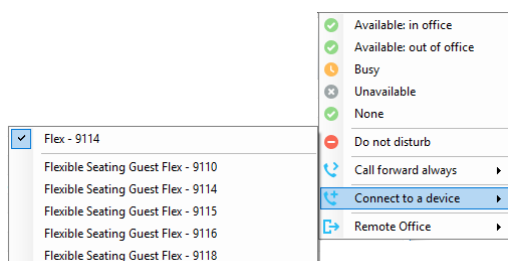 Available: in office
Available: out of office
Busy
Unavailable
None
Do not disturb
Call forward always
Connect to a device
Remote Office
Flex - 9114
Flexible Seating Guest Flex - 9110
Flexible Seating Guest Flex - 9114
Flexible Seating Guest Flex - 9115
Flexible Seating Guest Flex - 9116
Flexible Seating Guest Flex - 9118